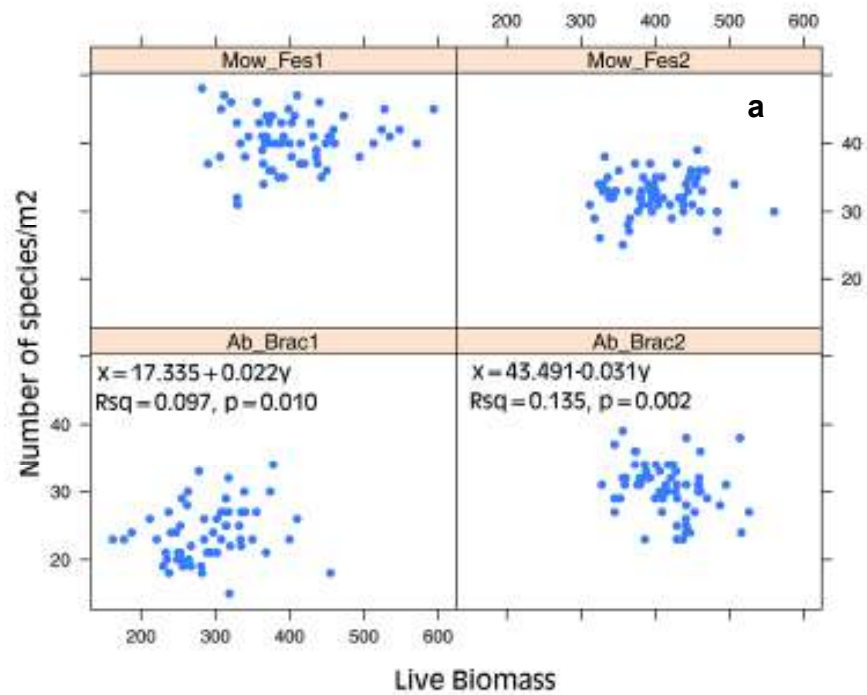 200 300 400 500 600
Mow_Fes1 Mow_Fes2
a
40
30
20
Number of species/m2
Ab_Brac1 Ab_Brac2
x=17.335+0.022y x=43.491-0.031y
Rsq=0.097, p=0.010 Rsq=0.135, p=0.002
40
30
20
200 300 400 500 600
Live Biomass